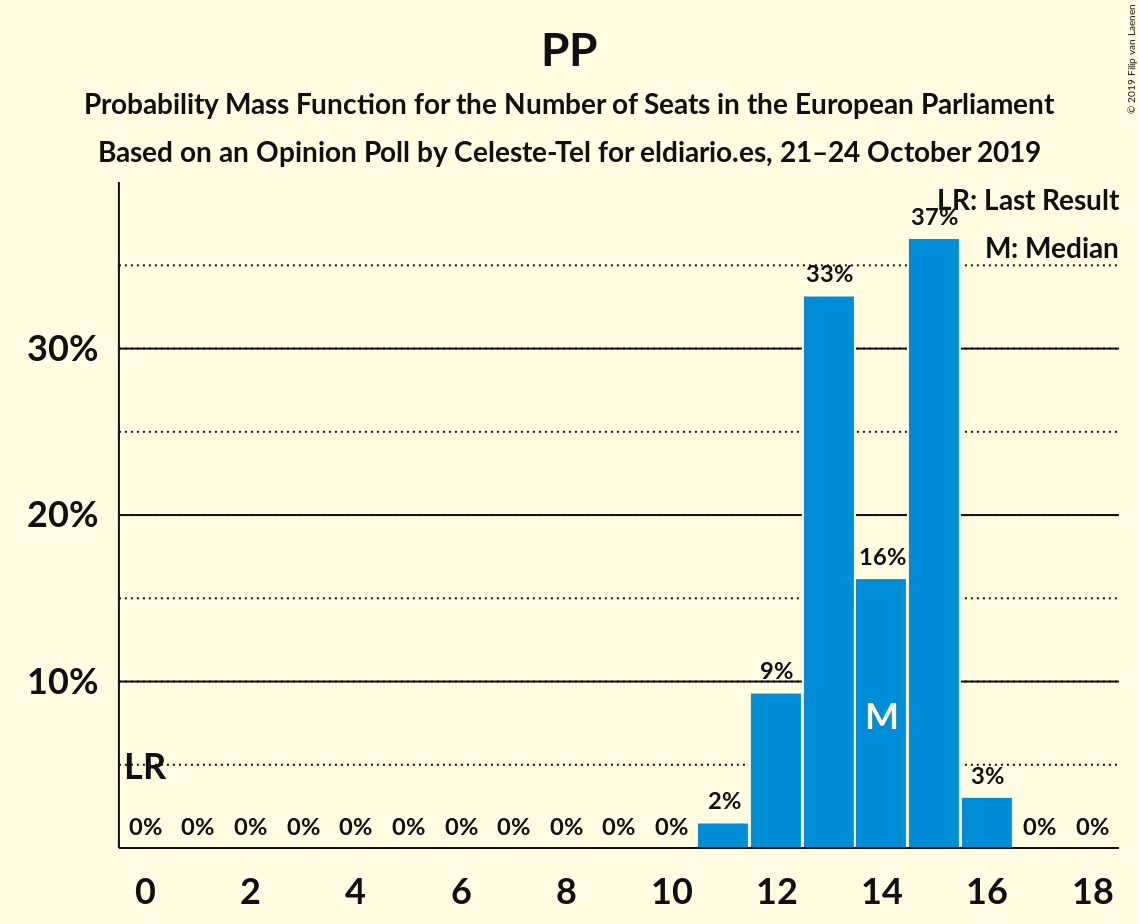 PP
Probability Mass Function for the Number of Seats in the European Parliament
Based on an Opinion Poll by Celeste-Tel for eldiario.es, 21–24 October 2019
© 2019 Filip van Laenen
LR: Last Result
M: Median
37%
33%
30%
20%
16%
10%
9%
M
LR
3%
2%
0% 0% 0% 0% 0% 0% 0% 0% 0% 0% 0% 0% 0%
0 2 4 6 8 10 12 14 16 18